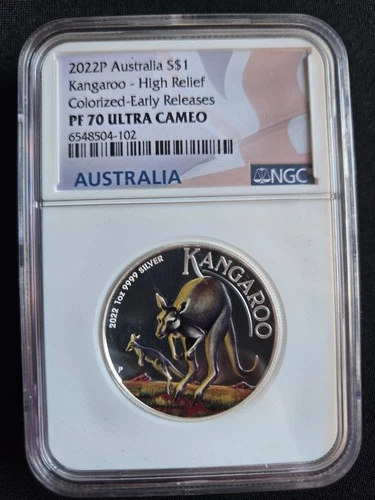 2022P Australia S$1
Kangaroo - High Relief
Colorized-Early Releases
PF 70 ULTRA CAMEO
6548504-102
AUSTRALIA
NGC
2022 1oz 9999 SILVER
KANGAROO
P